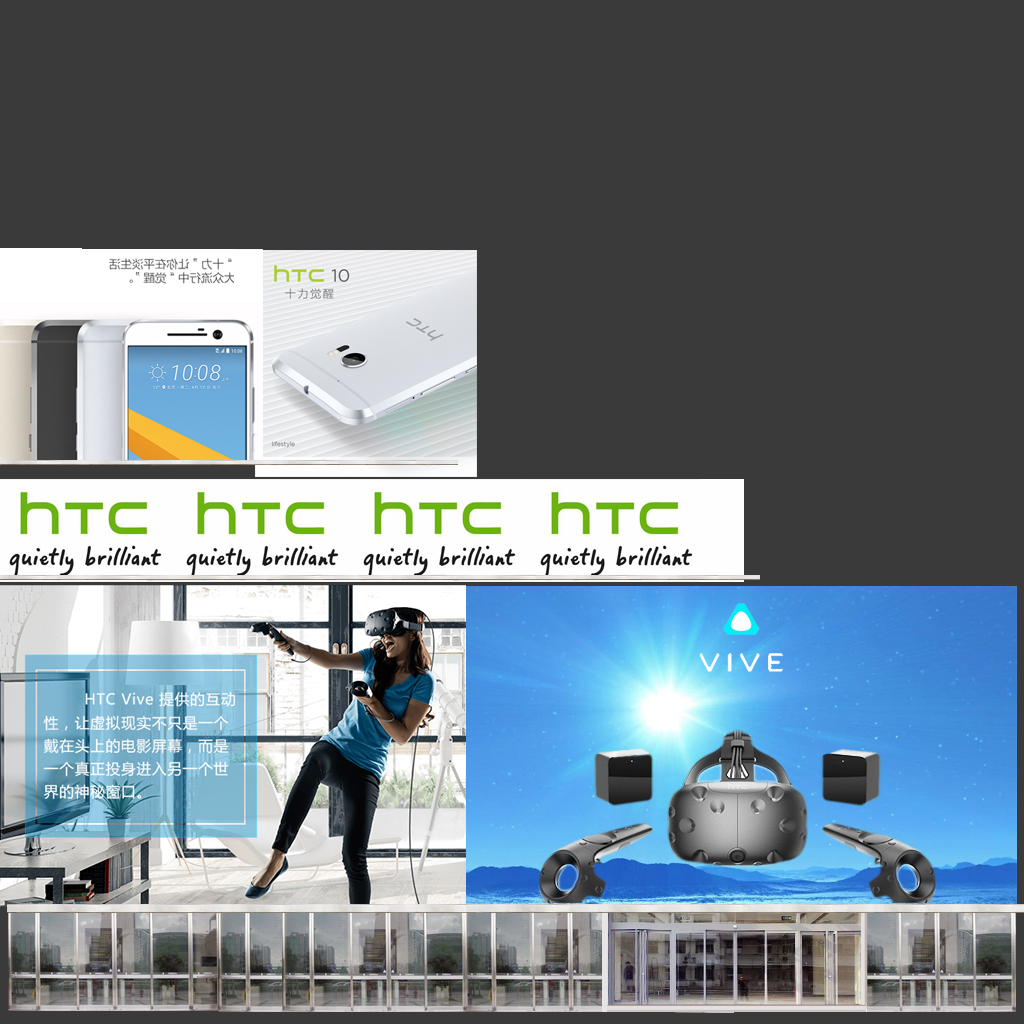 “十力”让你在平淡生活
大众流行中“觉醒”。
10:08
10:08
hTC 10
十力觉醒
hTC
lifestyle
hTC hTC hTC hTC
quietly brilliant quietly brilliant quietly brilliant quietly brilliant
HTC Vive 提供的互动
性，让虚拟现实不只是一个
戴在头上的电影屏幕，而是
一个真正投身进入另一个世
界的神秘窗口。
VIVE